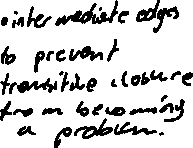 • intermediate edges
to prevent
transitive closure
from becoming
a problem.